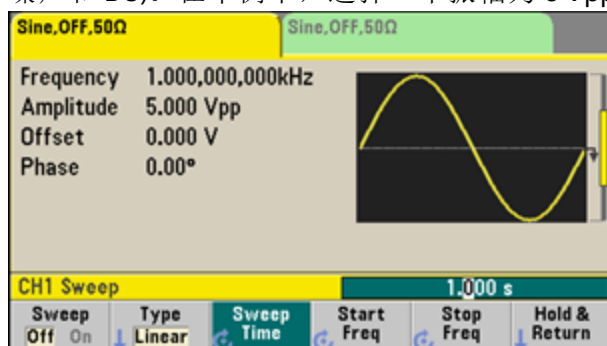 Sine,OFF,50Ω Sine,OFF,50Ω
Frequency 1.000,000,000kHz
Amplitude 5.000 Vpp
Offset 0.000 V
Phase 0.00°
CH1 Sweep 1.000 s
Sweep Off On
Type Linear
Sweep Time
Start Freq
Stop Freq
Hold & Return